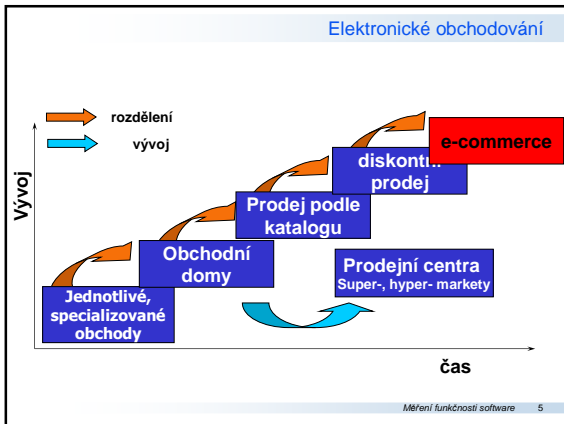 Elektronické obchodování
rozdělení
vývoj
Vývoj
e-commerce
diskontní
prodej
Prodej podle
katalogu
Obchodní
domy
Prodejní centra
Super-, hyper- markety
Jednotlivé,
specializované
obchody
čas
Měření funkčnosti software 5